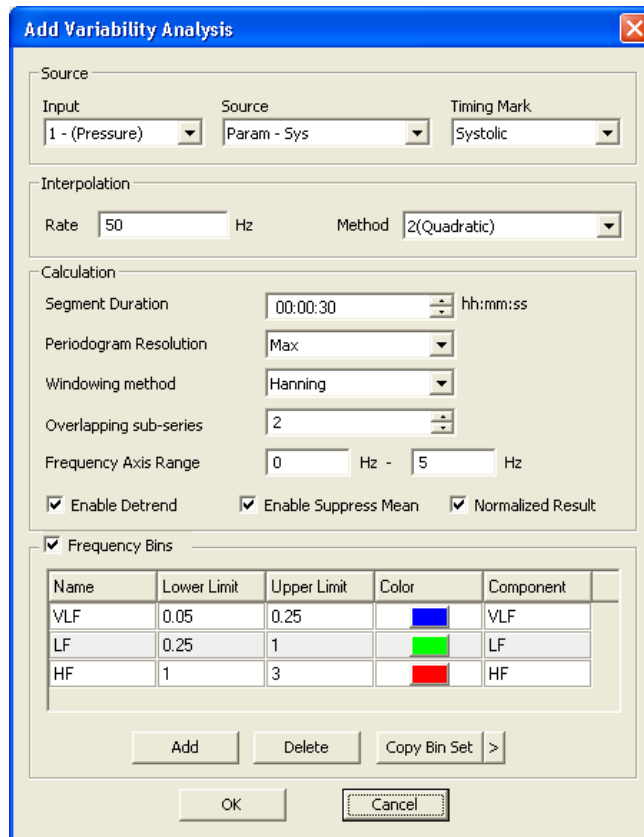 Add Variability Analysis
Source
Input Source Timing Mark
1 - (Pressure) Param - Sys Systolic
Interpolation
Rate 50 Hz Method 2(Quadratic)
Calculation
Segment Duration 00:00:30 hh:mm:ss
Periodogram Resolution Max
Windowing method Hanning
Overlapping sub-series 2
Frequency Axis Range 0 Hz - 5 Hz
Enable Detrend Enable Suppress Mean Normalized Result
Frequency Bins
Name Lower Limit Upper Limit Color Component
VLF 0.05 0.25 VLF
LF 0.25 1 LF
HF 1 3 HF
Add Delete Copy Bin Set >
OK Cancel